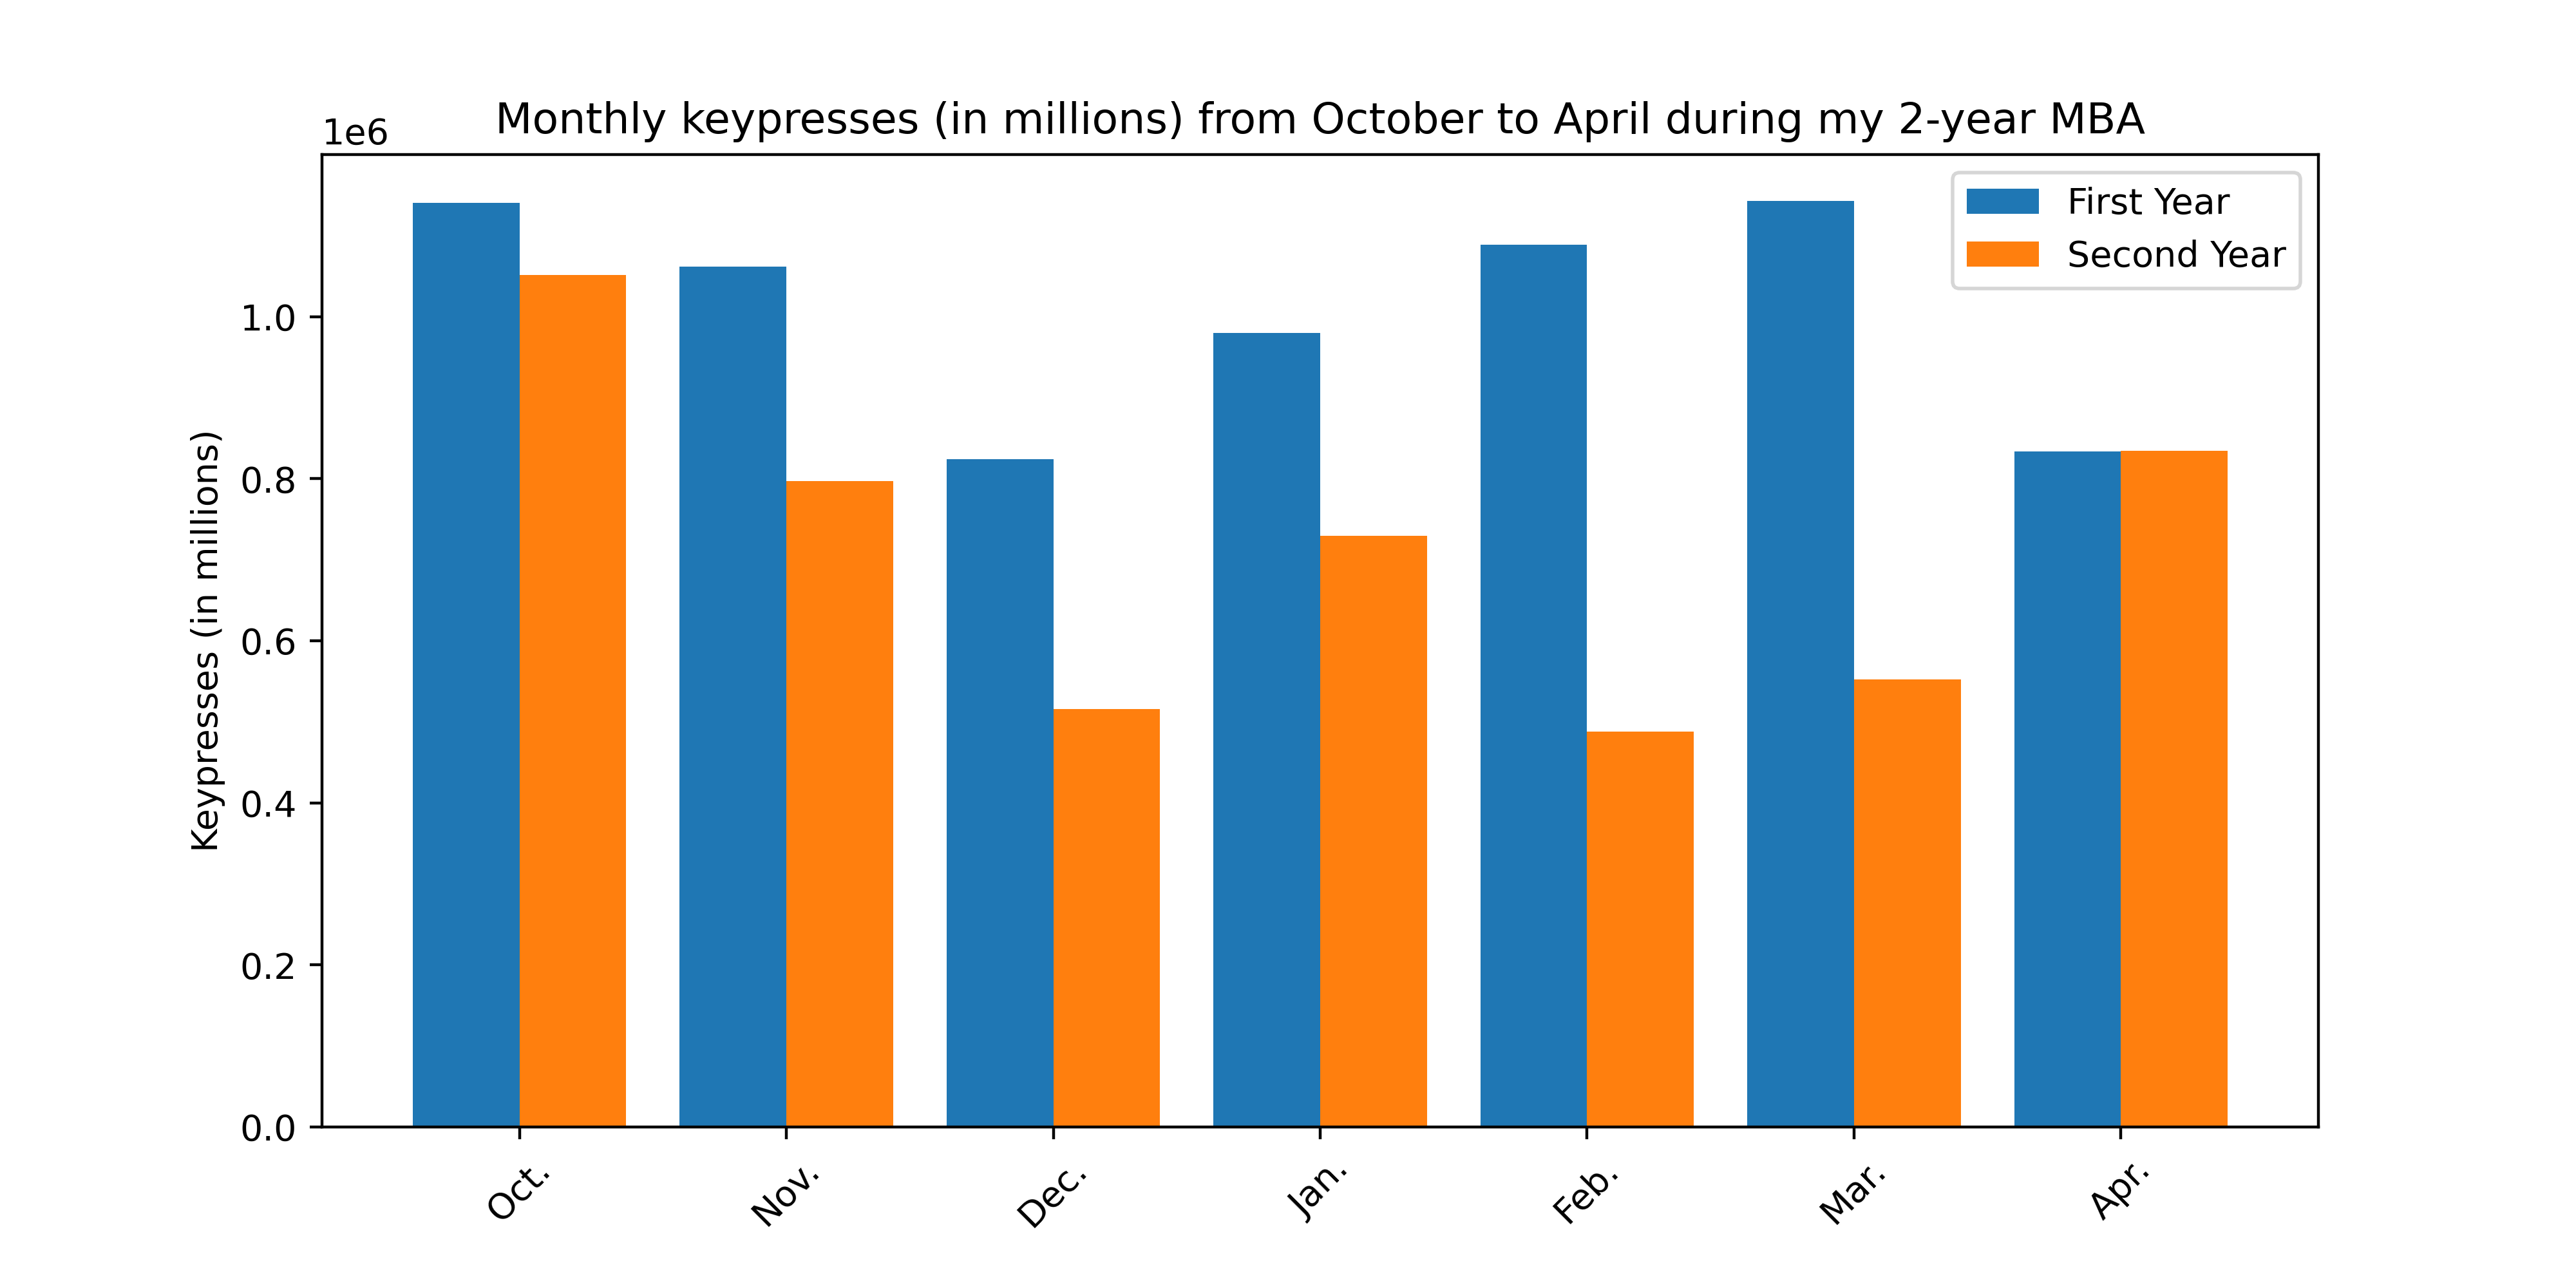 Monthly keypresses (in millions) from October to April during my 2-year MBA
1e6
First Year
Second Year
Keypresses (in millions)
1.0
0.8
0.6
0.4
0.2
0.0
Oct.
Nov.
Dec.
Jan.
Feb.
Mar.
Apr.